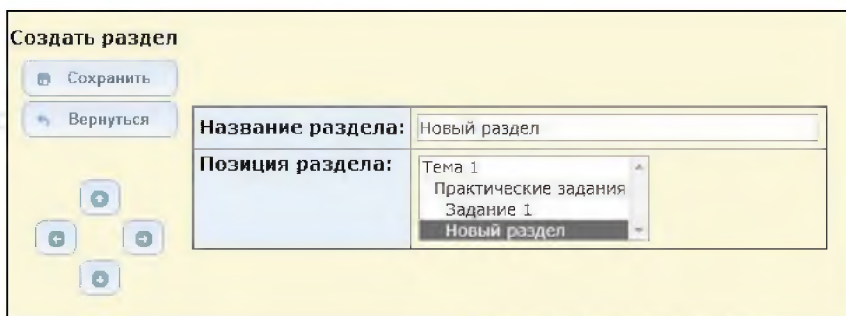 Создать раздел
Сохранить
Вернуться
Название раздела: Новый раздел
Позиция раздела:
Тема 1
Практические задания
Задание 1
Новый раздел